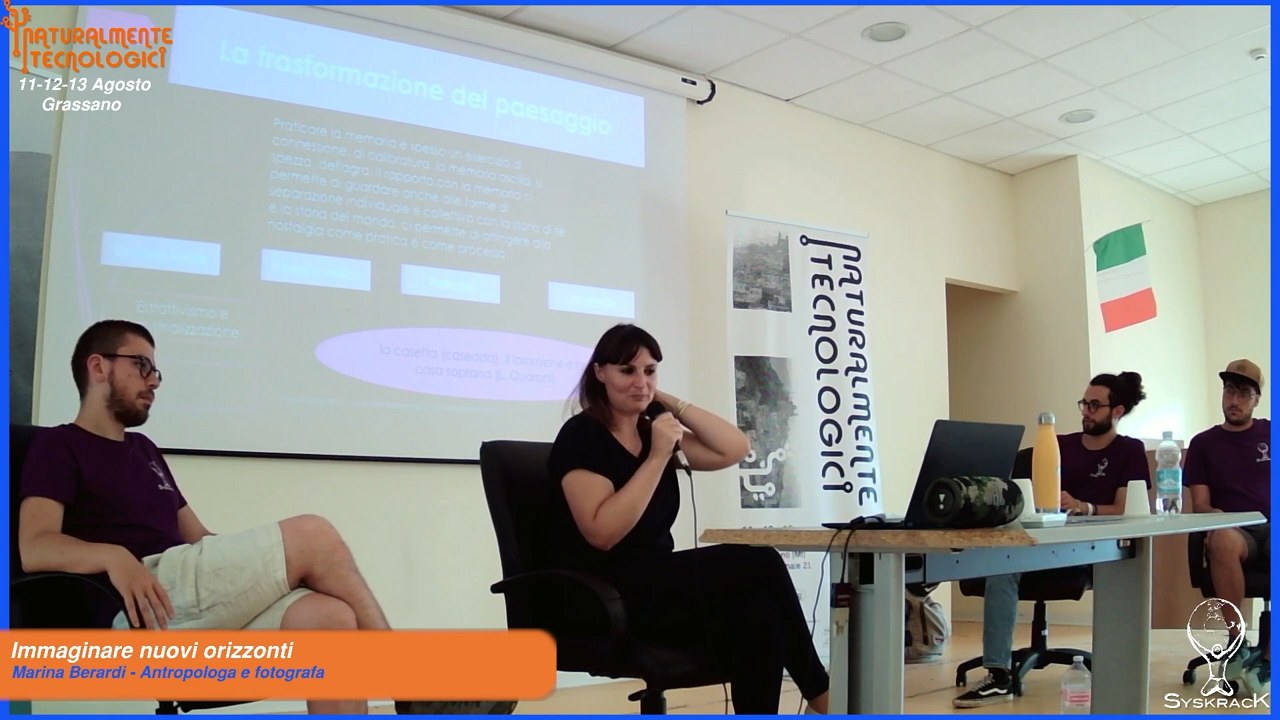 NATURALMENTE
TECNOLOGICI
11-12-13 Agosto
Grassano
La trasformazione del paesaggio
Praticare la memoria è spesso un esercizio di
connessione, di calibratura, la memoria oscilla, si
spezza, deflagra. Il rapporto con la memoria ci
permette di guardare anche alle forme di
separazione individuale e collettiva con la storia di sé
e la storia del mondo, ci permette di attingere alla
nostalgia come pratica e come processo.
Estrattivismo e
la casetta (casedda), il lammione e
casa soprana (L. Quaroni)
NATURALMENTE
TECNOLOGICI
Immaginare nuovi orizzonti
Marina Berardi - Antropologa e fotografa
SYSKRACK